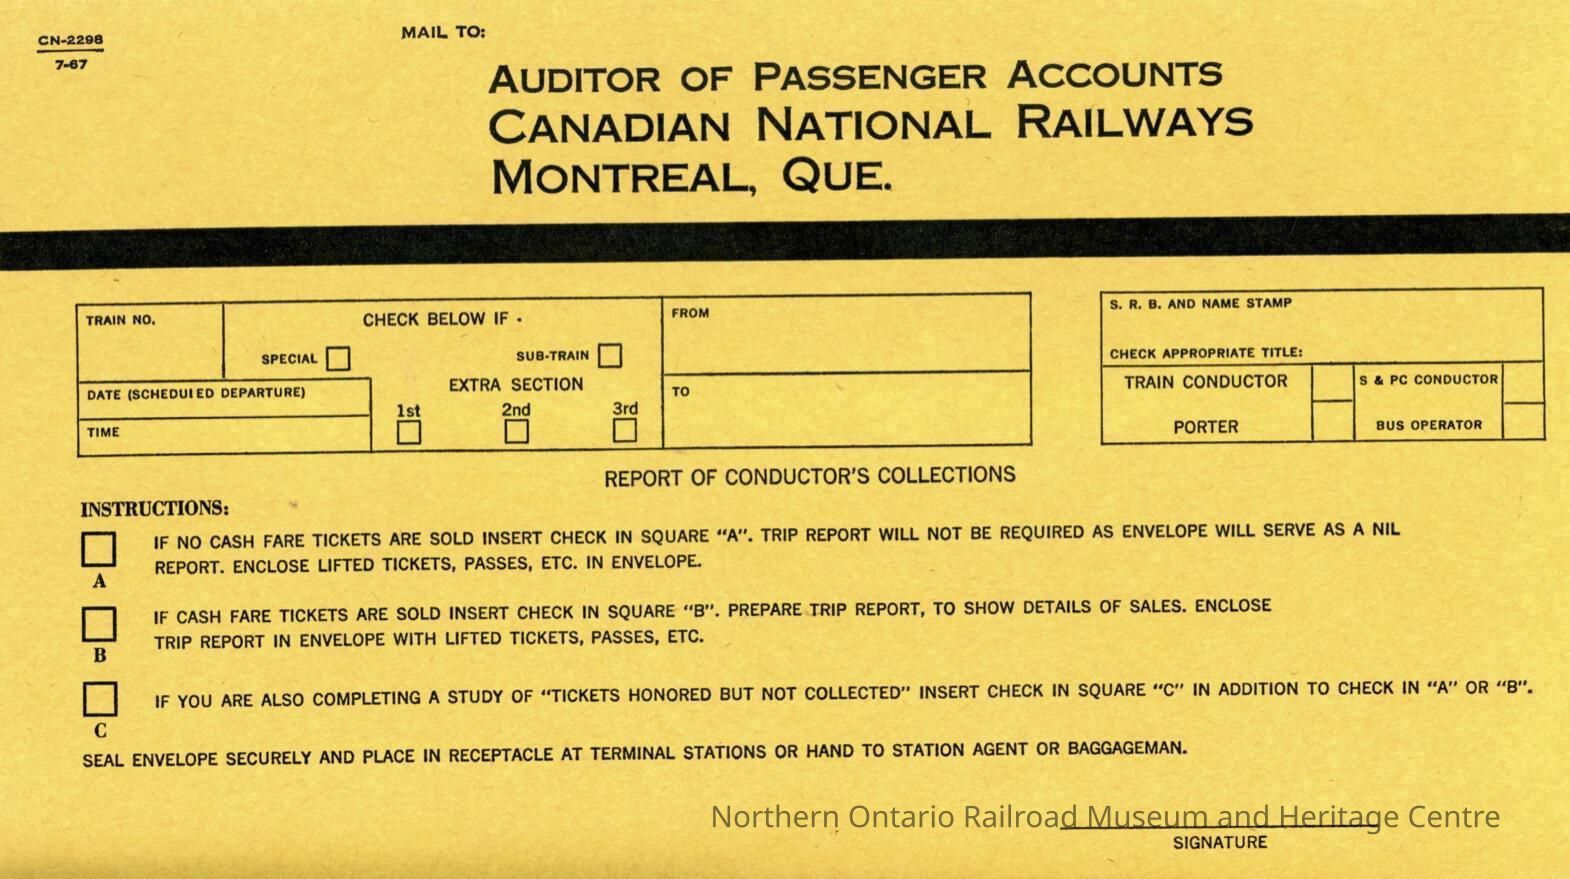 CN-2298
7-67
MAIL TO:
AUDITOR OF PASSENGER ACCOUNTS
CANADIAN NATIONAL RAILWAYS
MONTREAL, QUE.
TRAIN NO.
CHECK BELOW IF -
SPECIAL
SUB-TRAIN
DATE (SCHEDULED DEPARTURE)
EXTRA SECTION
1st 2nd 3rd
TIME
FROM
TO
S. R. B. AND NAME STAMP
CHECK APPROPRIATE TITLE:
TRAIN CONDUCTOR
S & PC CONDUCTOR
PORTER
BUS OPERATOR
REPORT OF CONDUCTOR'S COLLECTIONS
INSTRUCTIONS:
A
IF NO CASH FARE TICKETS ARE SOLD INSERT CHECK IN SQUARE "A". TRIP REPORT WILL NOT BE REQUIRED AS ENVELOPE WILL SERVE AS A NIL
REPORT. ENCLOSE LIFTED TICKETS, PASSES, ETC. IN ENVELOPE.
B
IF CASH FARE TICKETS ARE SOLD INSERT CHECK IN SQUARE "B". PREPARE TRIP REPORT, TO SHOW DETAILS OF SALES. ENCLOSE
TRIP REPORT IN ENVELOPE WITH LIFTED TICKETS, PASSES, ETC.
C
IF YOU ARE ALSO COMPLETING A STUDY OF "TICKETS HONORED BUT NOT COLLECTED" INSERT CHECK IN SQUARE "C" IN ADDITION TO CHECK IN "A" OR "B".
SEAL ENVELOPE SECURELY AND PLACE IN RECEPTACLE AT TERMINAL STATIONS OR HAND TO STATION AGENT OR BAGGAGEMAN.
Northern Ontario Railroad Museum and Heritage Centre
SIGNATURE